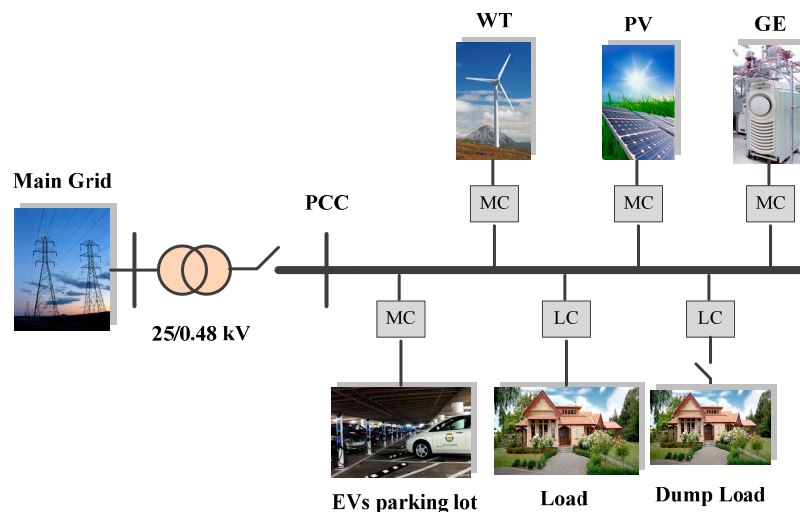 WT
PV
GE
Main Grid
PCC
MC
MC
MC
25/0.48 kV
MC
LC
LC
EVs parking lot
Load
Dump Load